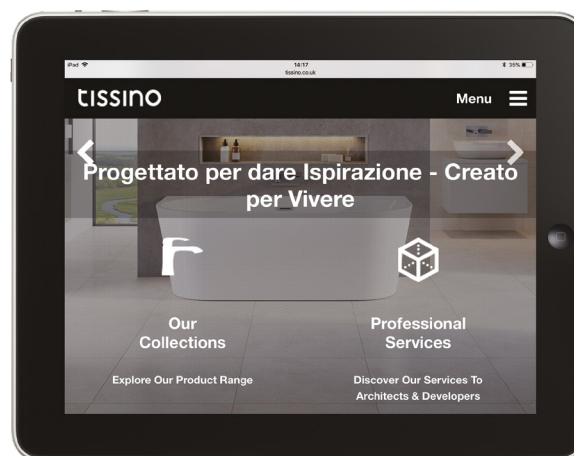 iPad 14:17 35%
tissino.co.uk
tissino Menu
Progettato per dare Ispirazione - Creato
per Vivere
Our
Collections
Professional
Services
Explore Our Product Range
Discover Our Services To
Architects & Developers